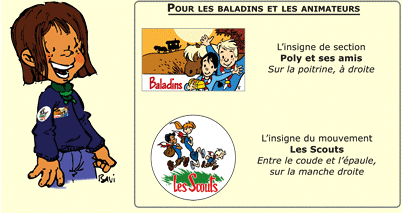 POUR LES BALADINS ET LES ANIMATEURS
L'insigne de section
Poly et ses amis
Sur la poitrine, à droite
Baladins
L'insigne du mouvement
Les Scouts
Entre le coude et l'épaule,
sur la manche droite
Les Scouts
Bavi